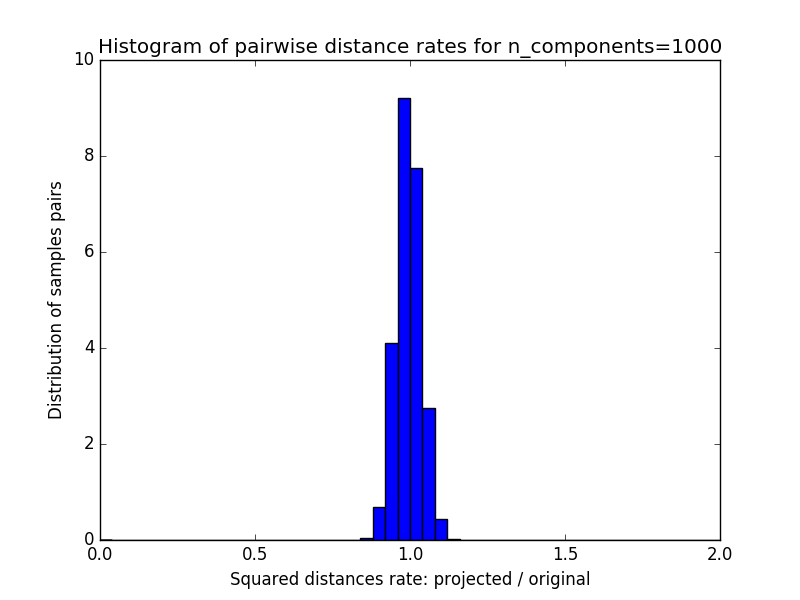 Histogram of pairwise distance rates for n_components=1000
10
8
6
4
2
0
Distribution of samples pairs
0.0 0.5 1.0 1.5 2.0
Squared distances rate: projected / original